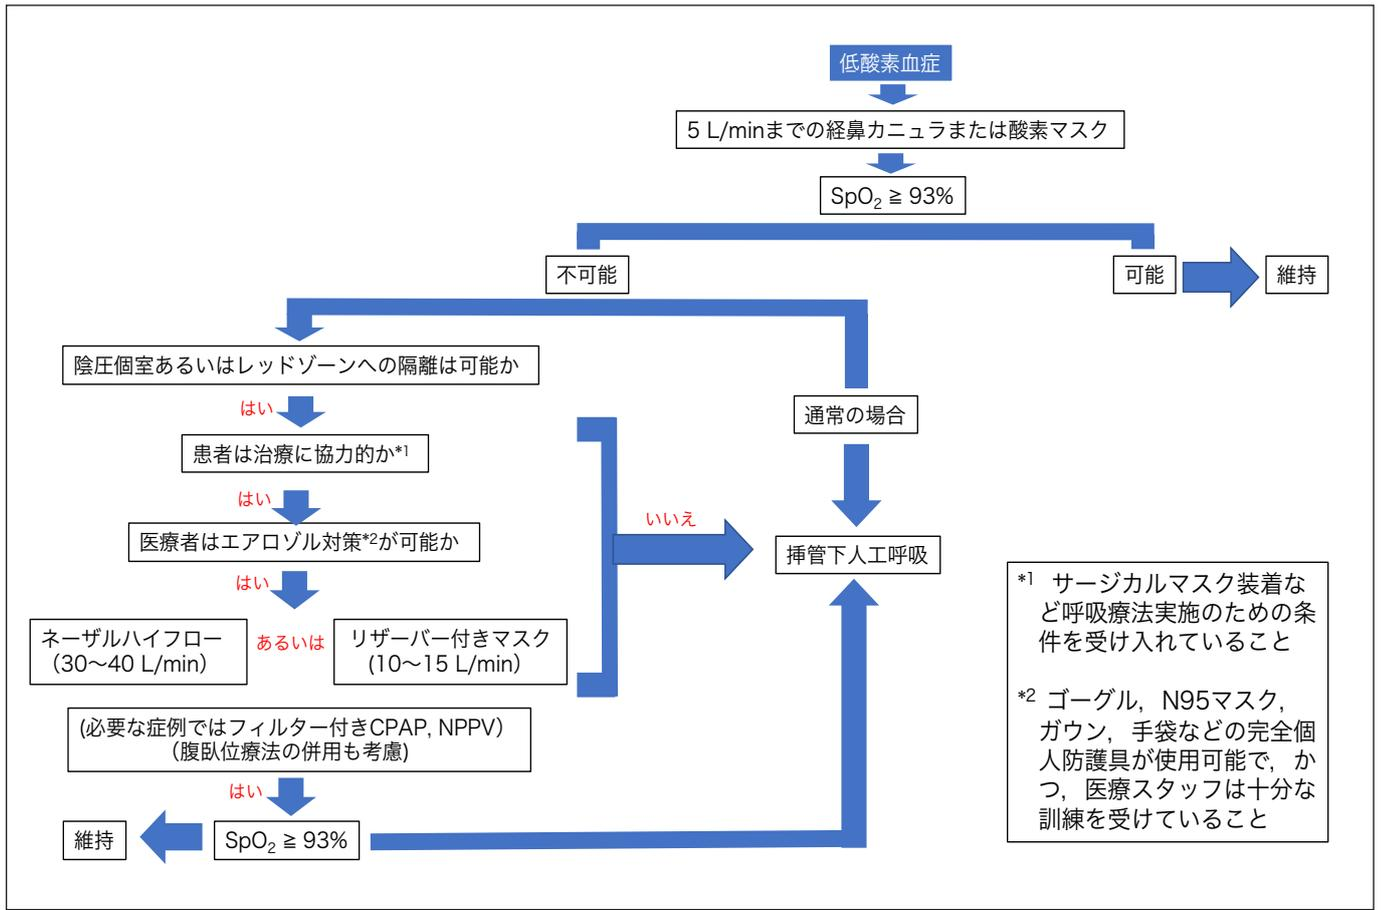 低酸素血症
5 L/minまでの経鼻カニュラまたは酸素マスク
SpO₂ ≧ 93%
不可能
可能
維持
陰圧個室あるいはレッドゾーンへの隔離は可能か
はい
通常の場合
患者は治療に協力的か*1
はい
医療者はエアロゾル対策*2が可能か
はい
いいえ
挿管下人工呼吸
ネーザルハイフロー
（30〜40 L/min）
あるいは
リザーバー付きマスク
(10〜15 L/min）
(必要な症例ではフィルター付きCPAP, NPPV）
（腹臥位療法の併用も考慮)
はい
維持
SpO₂ ≧ 93%
*1 サージカルマスク装着な
ど呼吸療法実施のための条
件を受け入れていること
*2 ゴーグル，N95マスク，
ガウン，手袋などの完全個
人防護具が使用可能で，か
つ，医療スタッフは十分な
訓練を受けていること